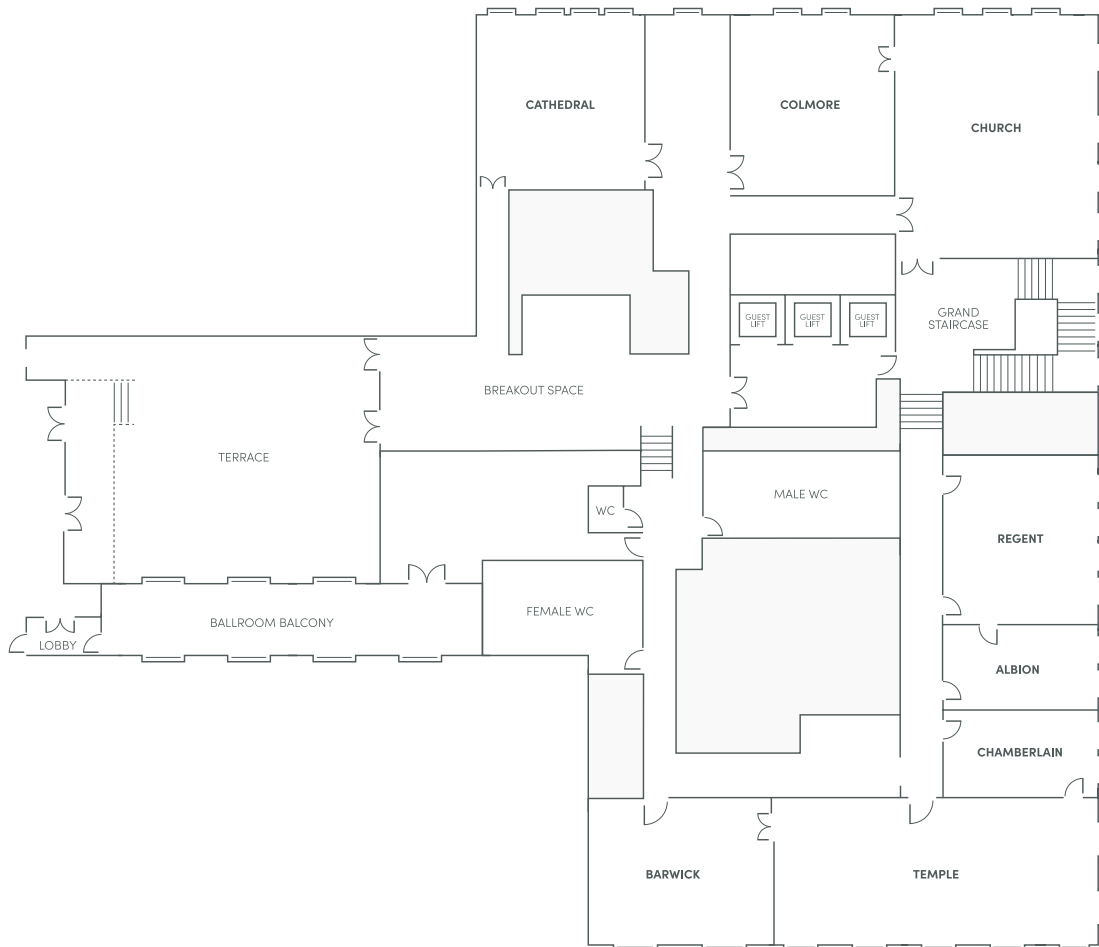 CATHEDRAL
COLMORE
CHURCH
GUEST
LIFT
GUEST
LIFT
GUEST
LIFT
GRAND
STAIRCASE
BREAKOUT SPACE
TERRACE
MALE WC
WC
REGENT
FEMALE WC
BALLROOM BALCONY
LOBBY
ALBION
CHAMBERLAIN
BARWICK
TEMPLE